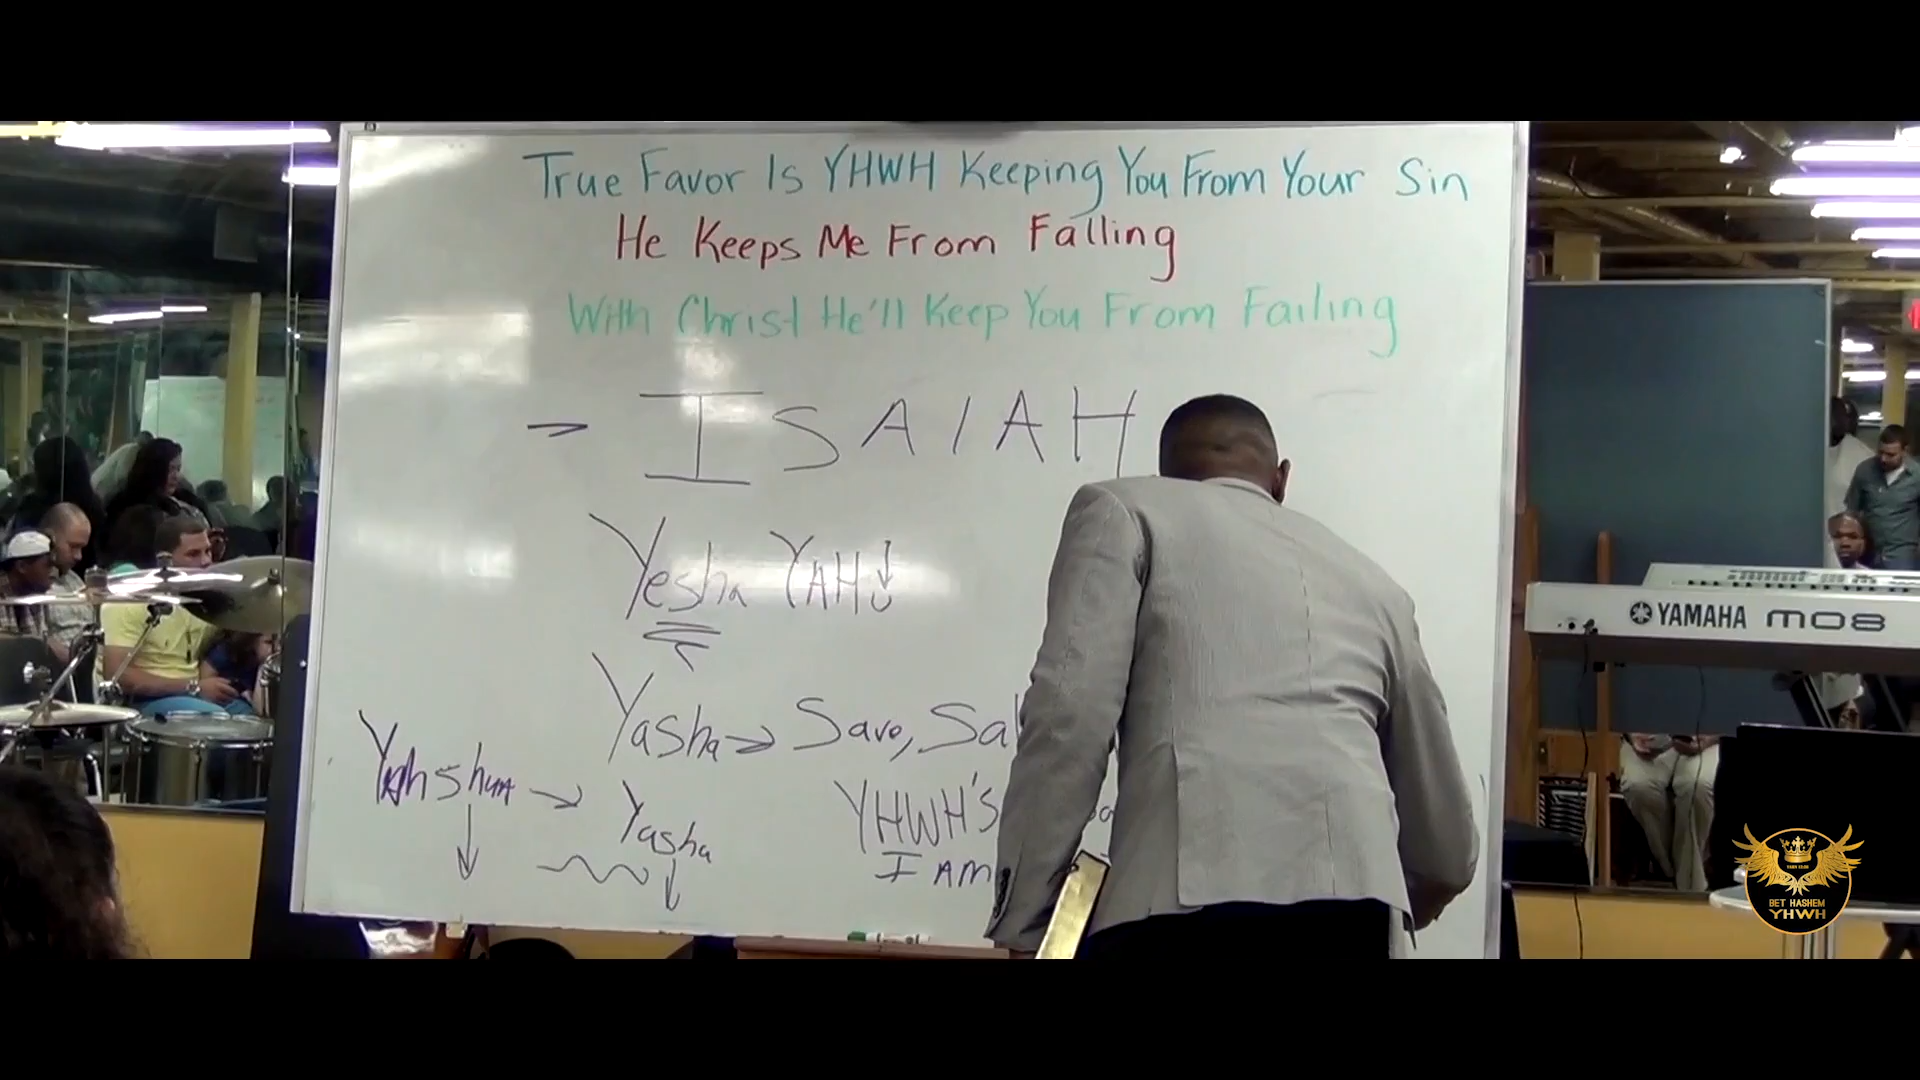 True Favor Is YHWH Keeping You From Your Sin
He Keeps Me From Falling
With Christ He'll Keep You From Failing
ISAIAH
Yesha YAH
Yasha → Save, Sal
Yahshua → Yasha
YHWH'S
I AM
YAMAHA MO8
BET HASHEM
YHWH